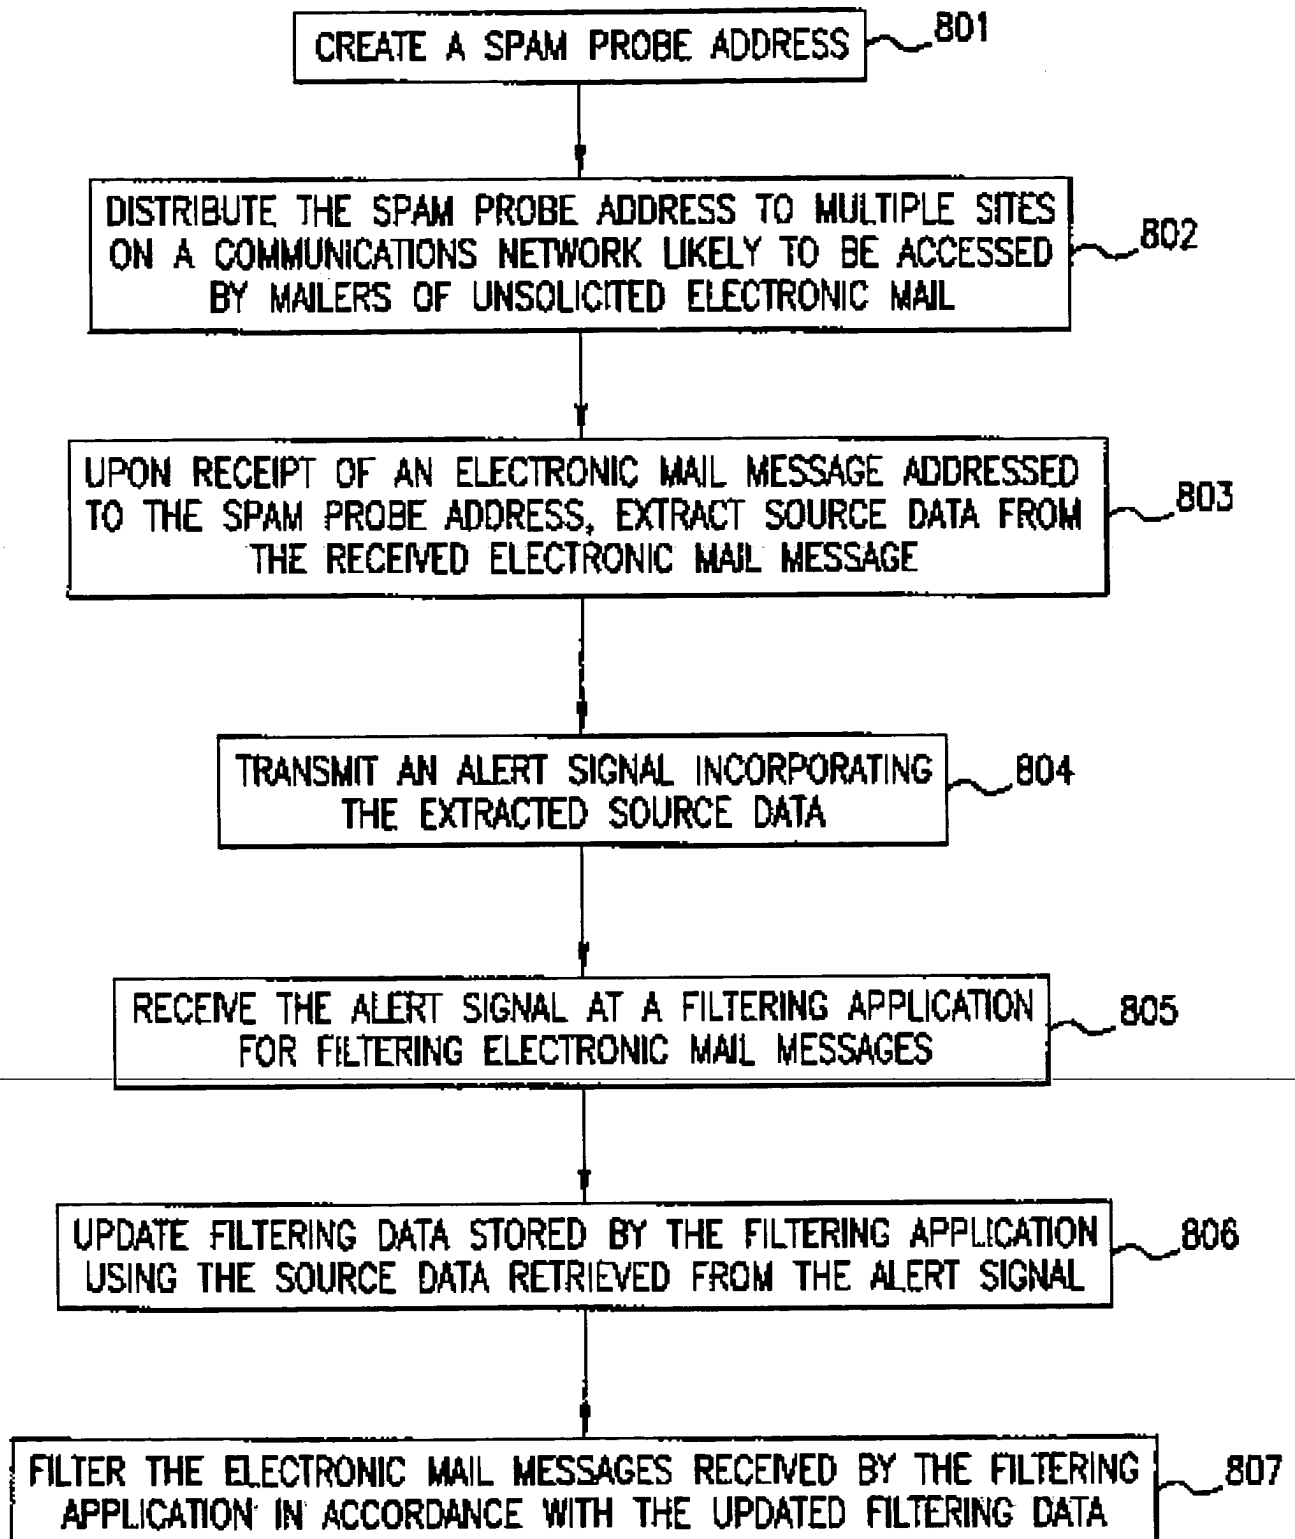 CREATE A SPAM PROBE ADDRESS
801
DISTRIBUTE THE SPAM PROBE ADDRESS TO MULTIPLE SITES
ON A COMMUNICATIONS NETWORK LIKELY TO BE ACCESSED
BY MAILERS OF UNSOLICITED ELECTRONIC MAIL
802
UPON RECEIPT OF AN ELECTRONIC MAIL MESSAGE ADDRESSED
TO THE SPAM PROBE ADDRESS, EXTRACT SOURCE DATA FROM
THE RECEIVED ELECTRONIC MAIL MESSAGE
803
TRANSMIT AN ALERT SIGNAL INCORPORATING
THE EXTRACTED SOURCE DATA
804
RECEIVE THE ALERT SIGNAL AT A FILTERING APPLICATION
FOR FILTERING ELECTRONIC MAIL MESSAGES
805
UPDATE FILTERING DATA STORED BY THE FILTERING APPLICATION
USING THE SOURCE DATA RETRIEVED FROM THE ALERT SIGNAL
806
FILTER THE ELECTRONIC MAIL MESSAGES RECEIVED BY THE FILTERING
APPLICATION IN ACCORDANCE WITH THE UPDATED FILTERING DATA
807